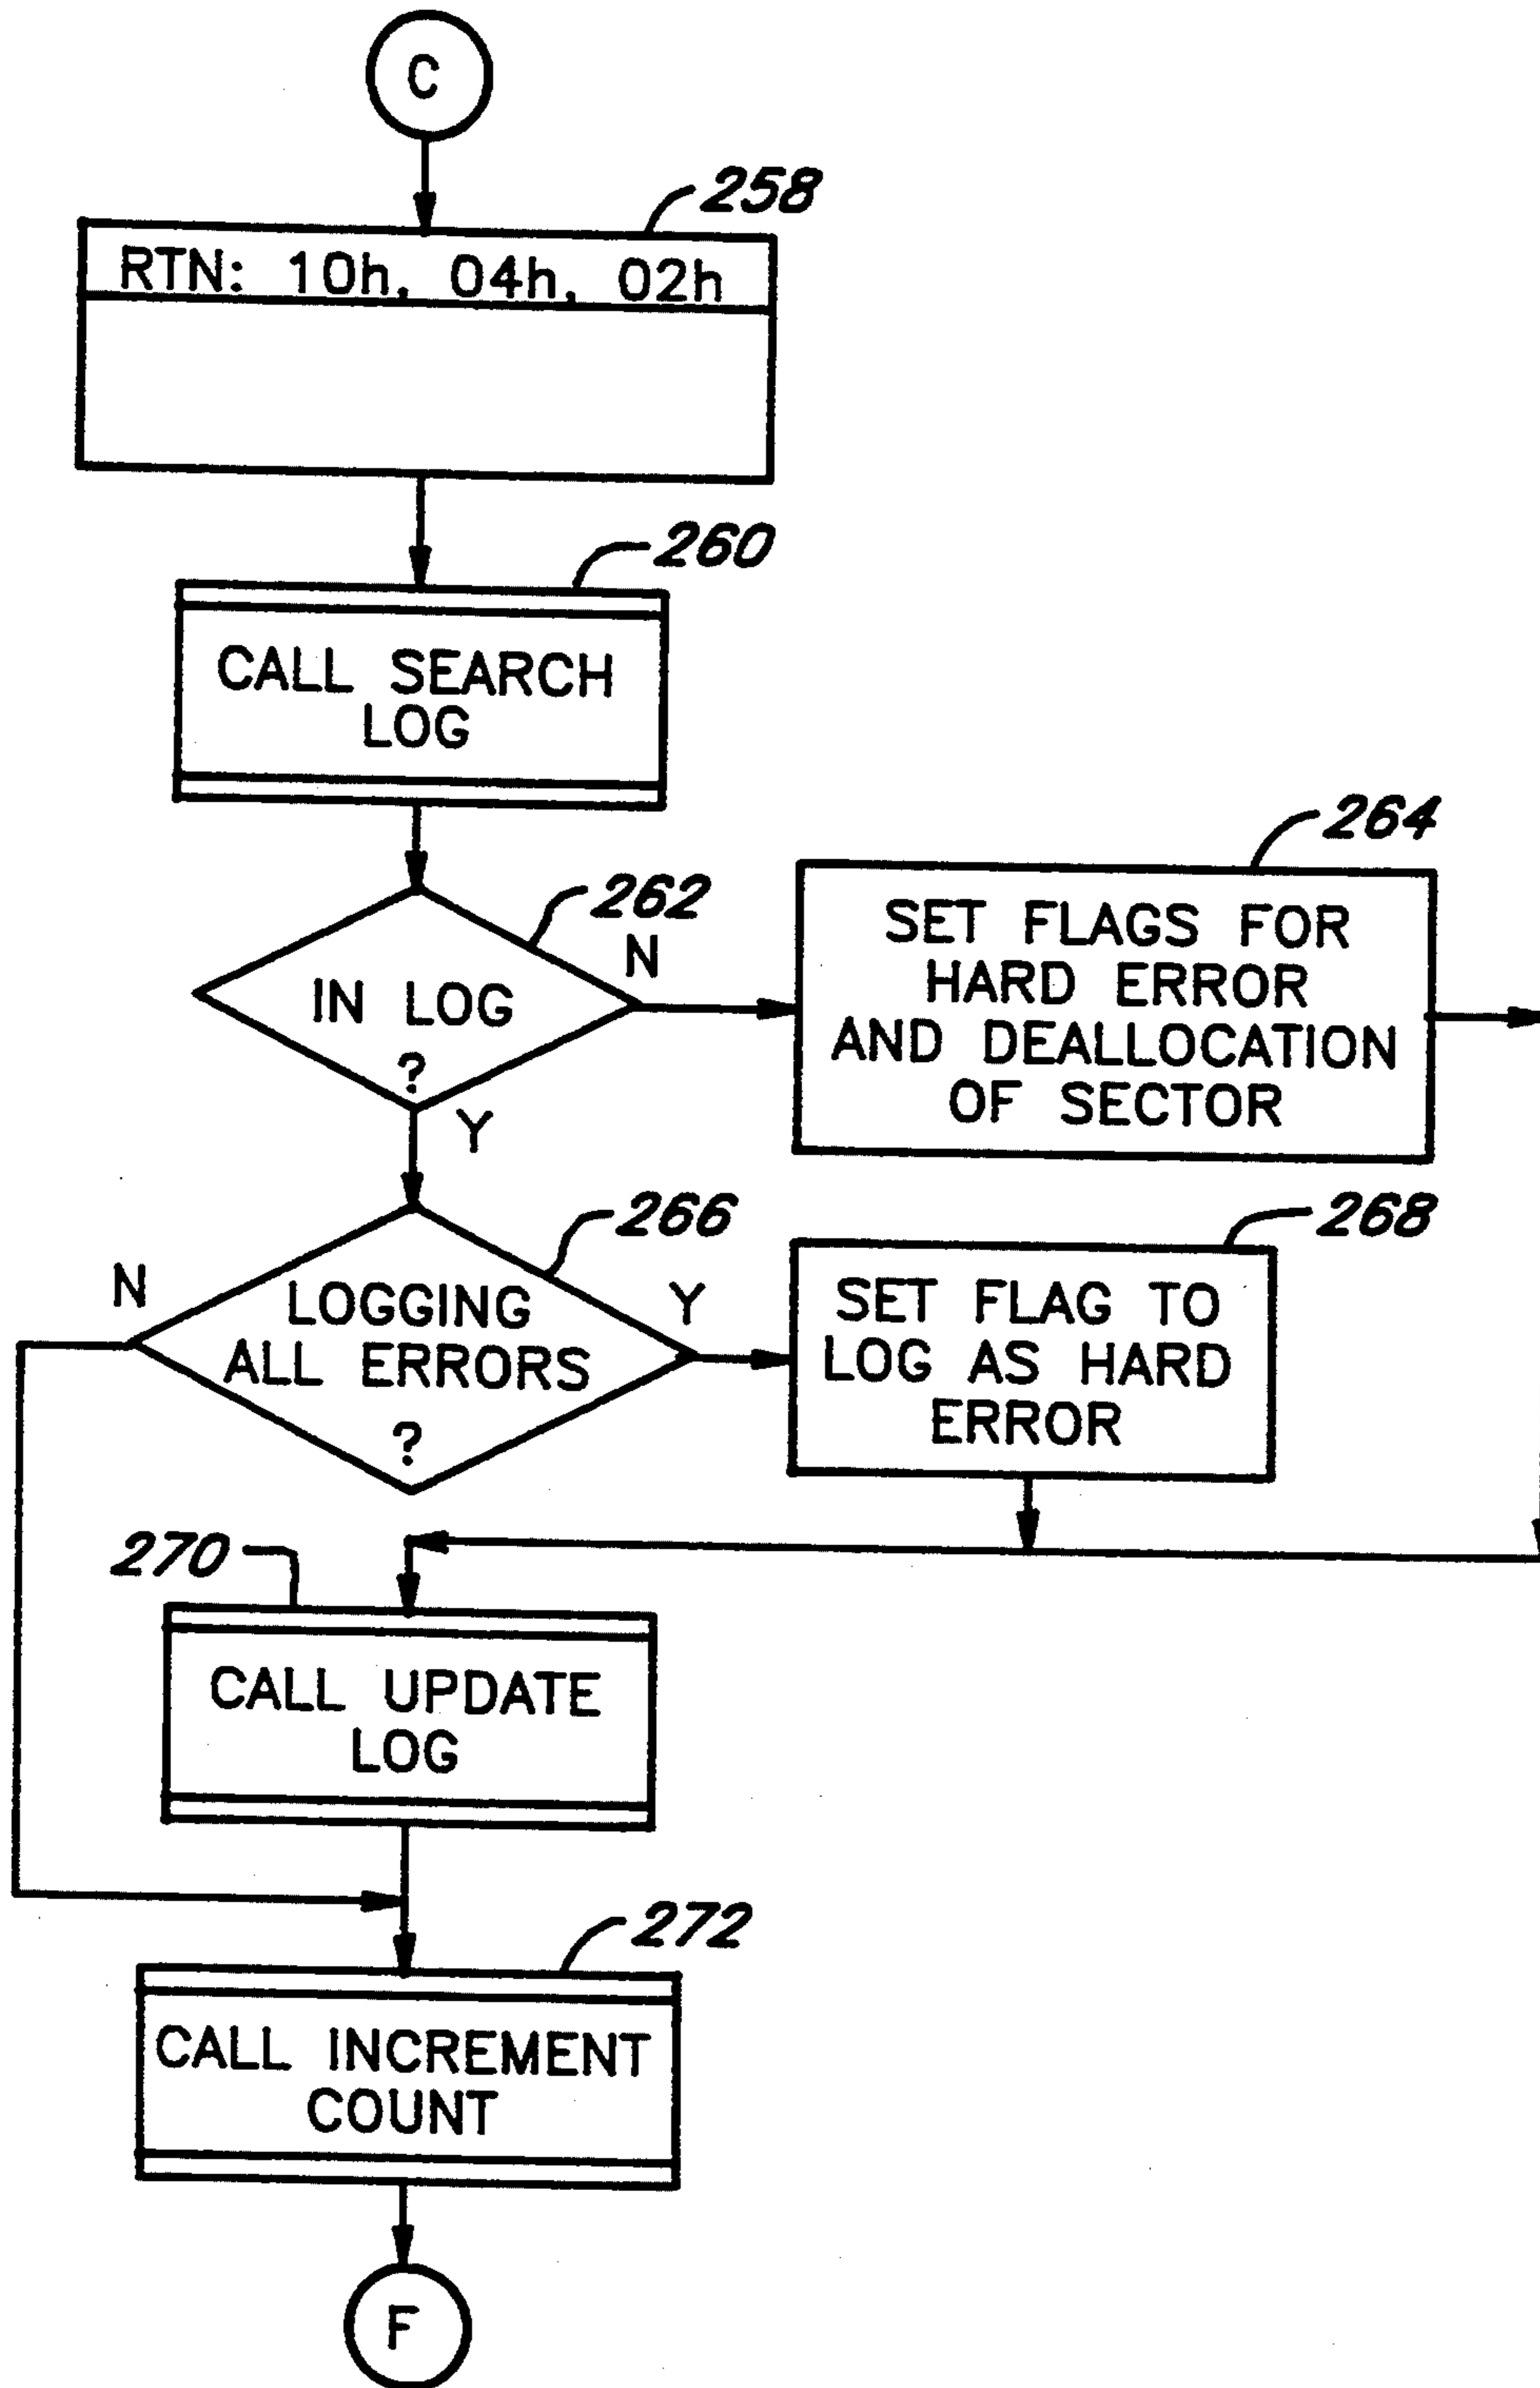 C
258
RTN: 10h, 04h, 02h
260
CALL SEARCH
LOG
262
IN LOG
?
N
Y
264
SET FLAGS FOR
HARD ERROR
AND DEALLOCATION
OF SECTOR
266
N
LOGGING
ALL ERRORS
?
Y
268
SET FLAG TO
LOG AS HARD
ERROR
270
CALL UPDATE
LOG
272
CALL INCREMENT
COUNT
F